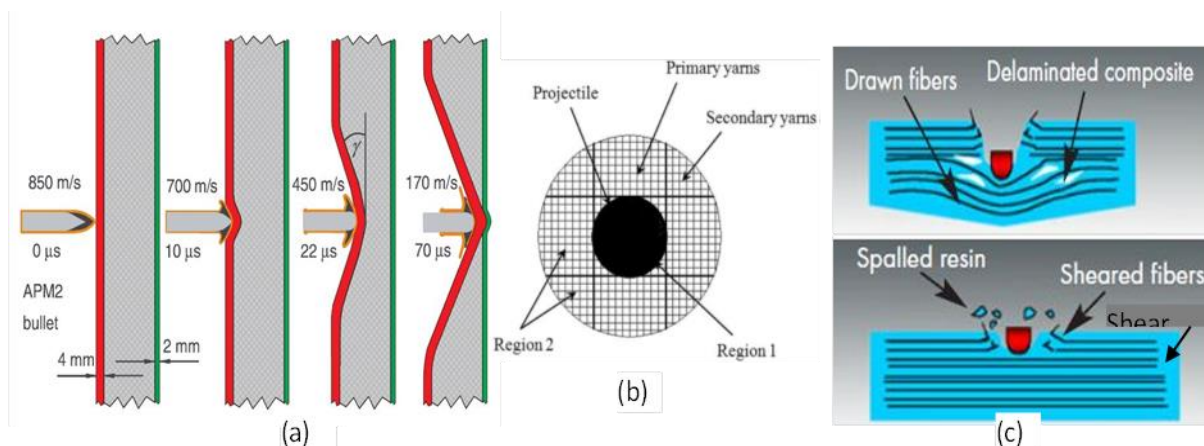 850 m/s
0 µs
APM2
bullet
4 mm
2 mm
700 m/s
10 µs
450 m/s
22 µs
γ
170 m/s
70 µs
(a)
Primary yarns
Projectile
Secondary yarns
Region 2
Region 1
(b)
Drawn fibers
Delaminated composite
Spalled resin
Sheared fibers
Shear
(c)